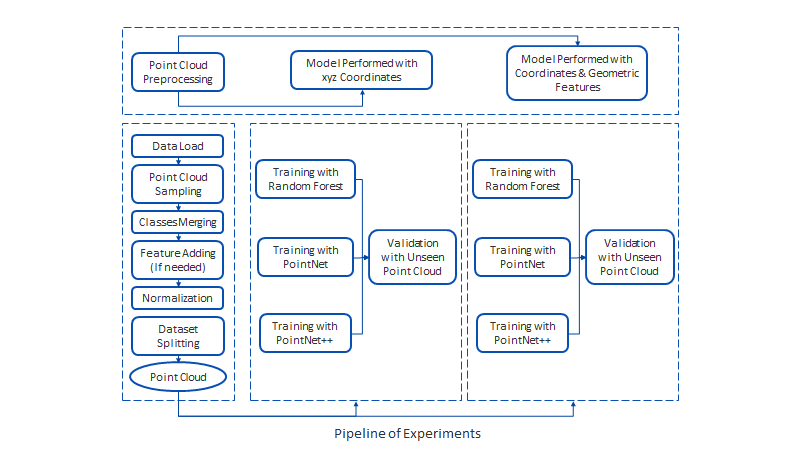 Point Cloud
Preprocessing
Model Performed with
xyz Coordinates
Model Performed with
Coordinates & Geometric
Features
Data Load
Point Cloud
Sampling
ClassesMerging
Feature Adding
(If needed)
Normalization
Dataset
Splitting
Point Cloud
Training with
Random Forest
Training with
PointNet
Training with
PointNet++
Validation
with Unseen
Point Cloud
Training with
Random Forest
Training with
PointNet
Training with
PointNet++
Validation
with Unseen
Point Cloud
Pipeline of Experiments